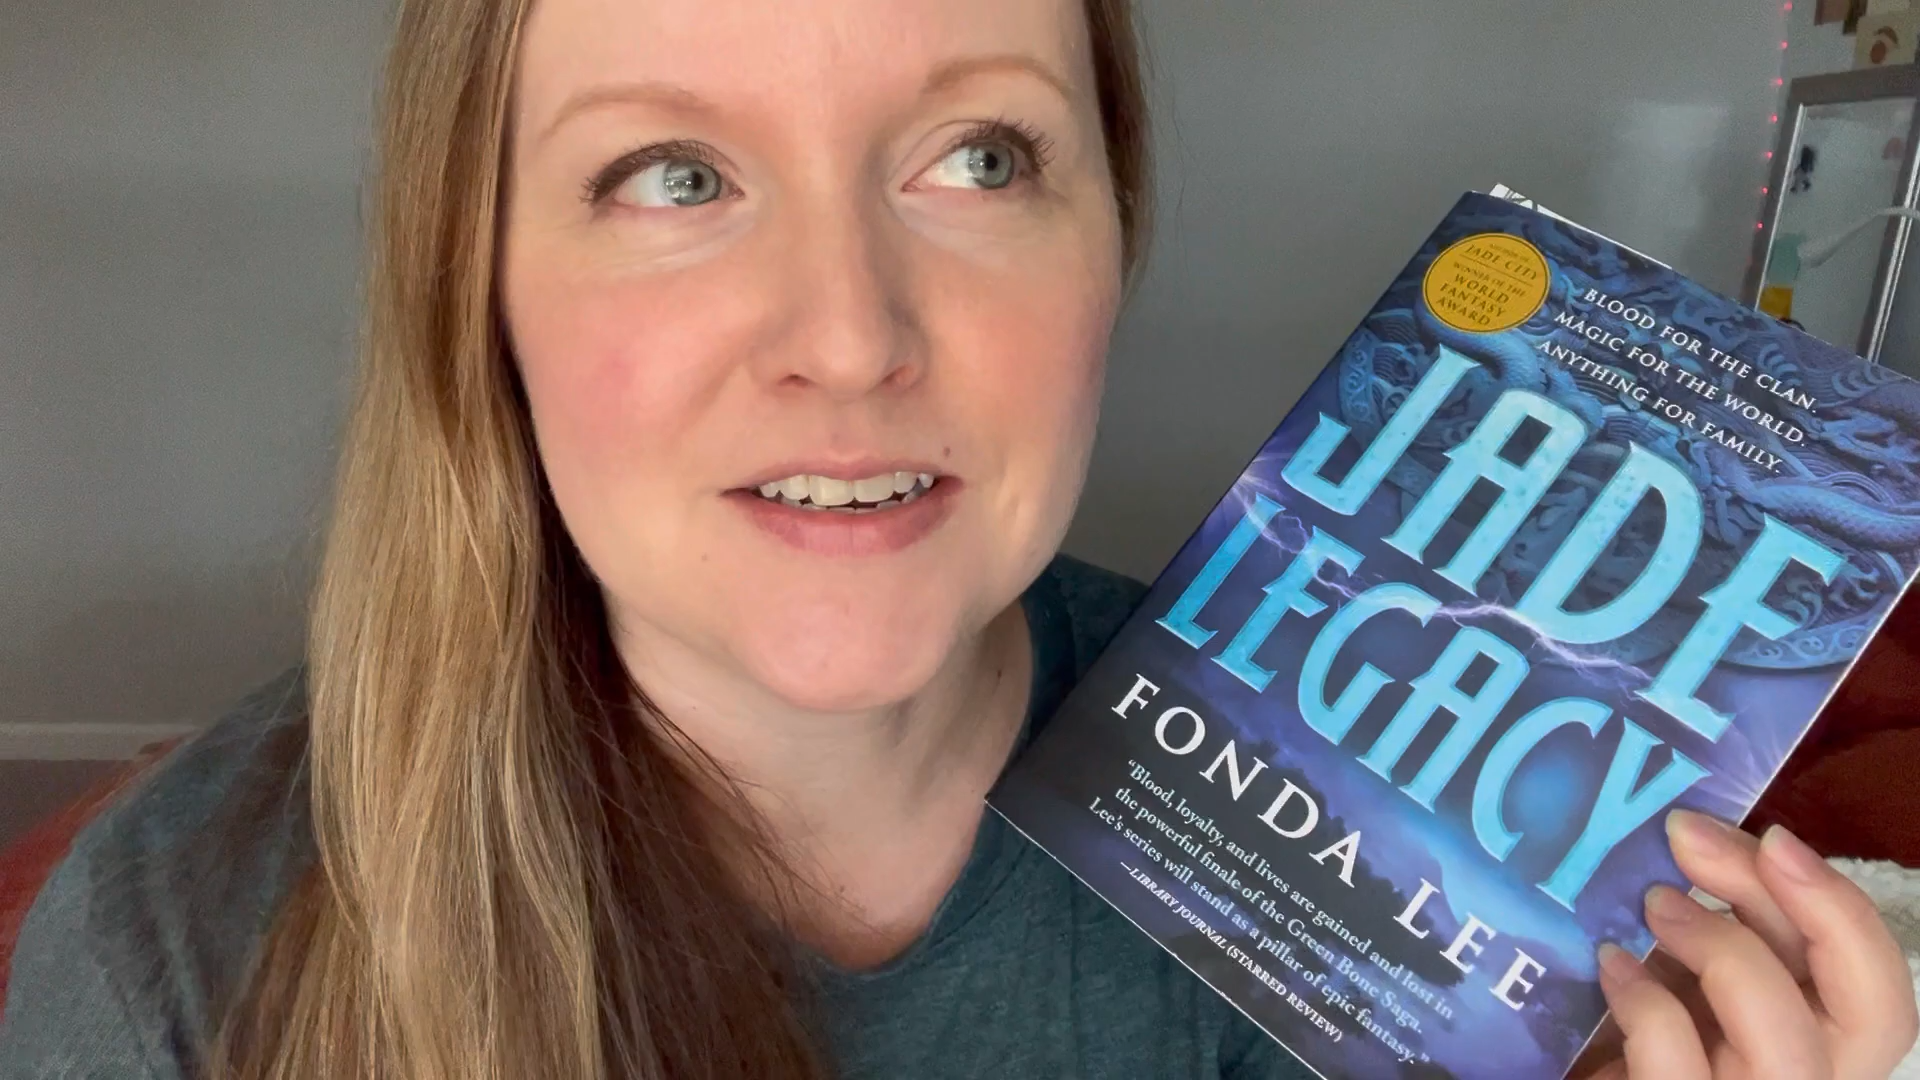 AUTHOR OF
JADE CITY
WINNER OF THE
WORLD
FANTASY
AWARD
BLOOD FOR THE CLAN.
MAGIC FOR THE WORLD.
ANYTHING FOR FAMILY.
JADE
LEGACY
FONDA LEE
“Blood, loyalty, and lives are gained and lost in
the powerful finale of the Green Bone Saga.
Lee's series will stand as a pillar of epic fantasy.”
—LIBRARY JOURNAL (STARRED REVIEW)